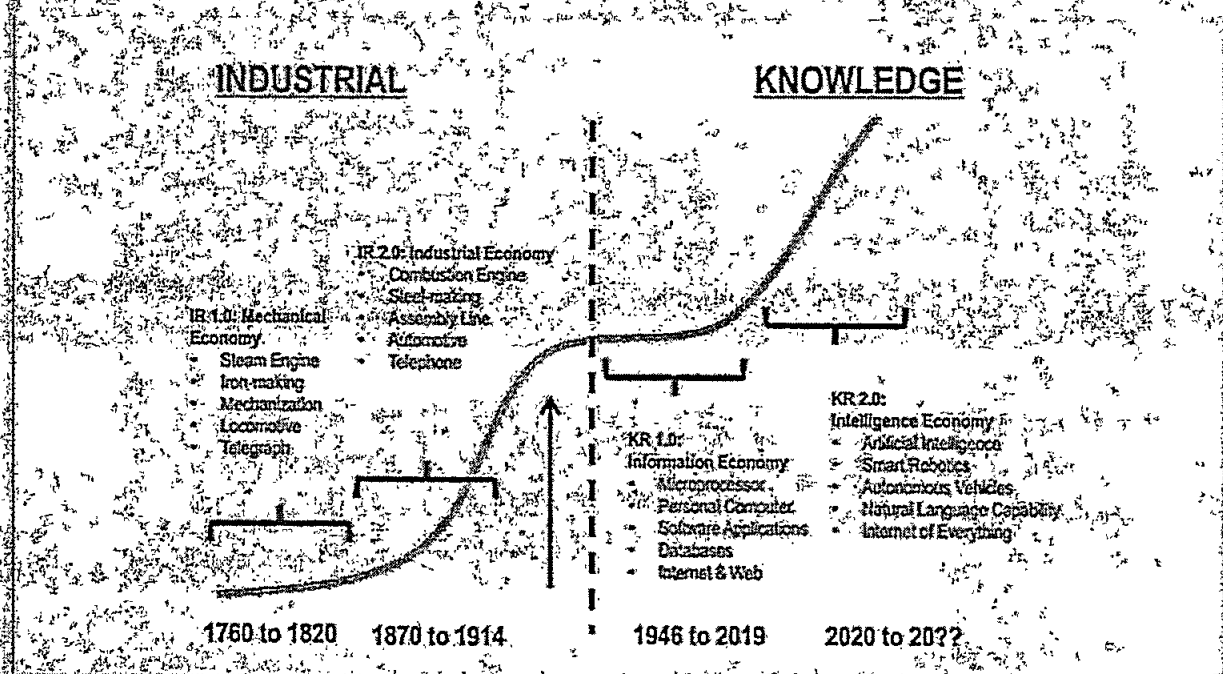 INDUSTRIAL
KNOWLEDGE
IR 2.0: Industrial Economy
Combustion Engine
Steel-making
Assembly Line
Automotive
Telephone
IR 1.0: Mechanical
Economy
Steam Engine
Iron-making
Mechanization
Locomotive
Telegraph
KR 1.0:
Information Economy
Microprocessor
Personal Computer
Software Applications
Databases
Internet & Web
KR 2.0:
Intelligence Economy
Artificial Intelligence
Smart Robotics
Autonomous Vehicles
Natural Language Capability
Internet of Everything
1760 to 1820
1870 to 1914
1946 to 2019
2020 to 20??